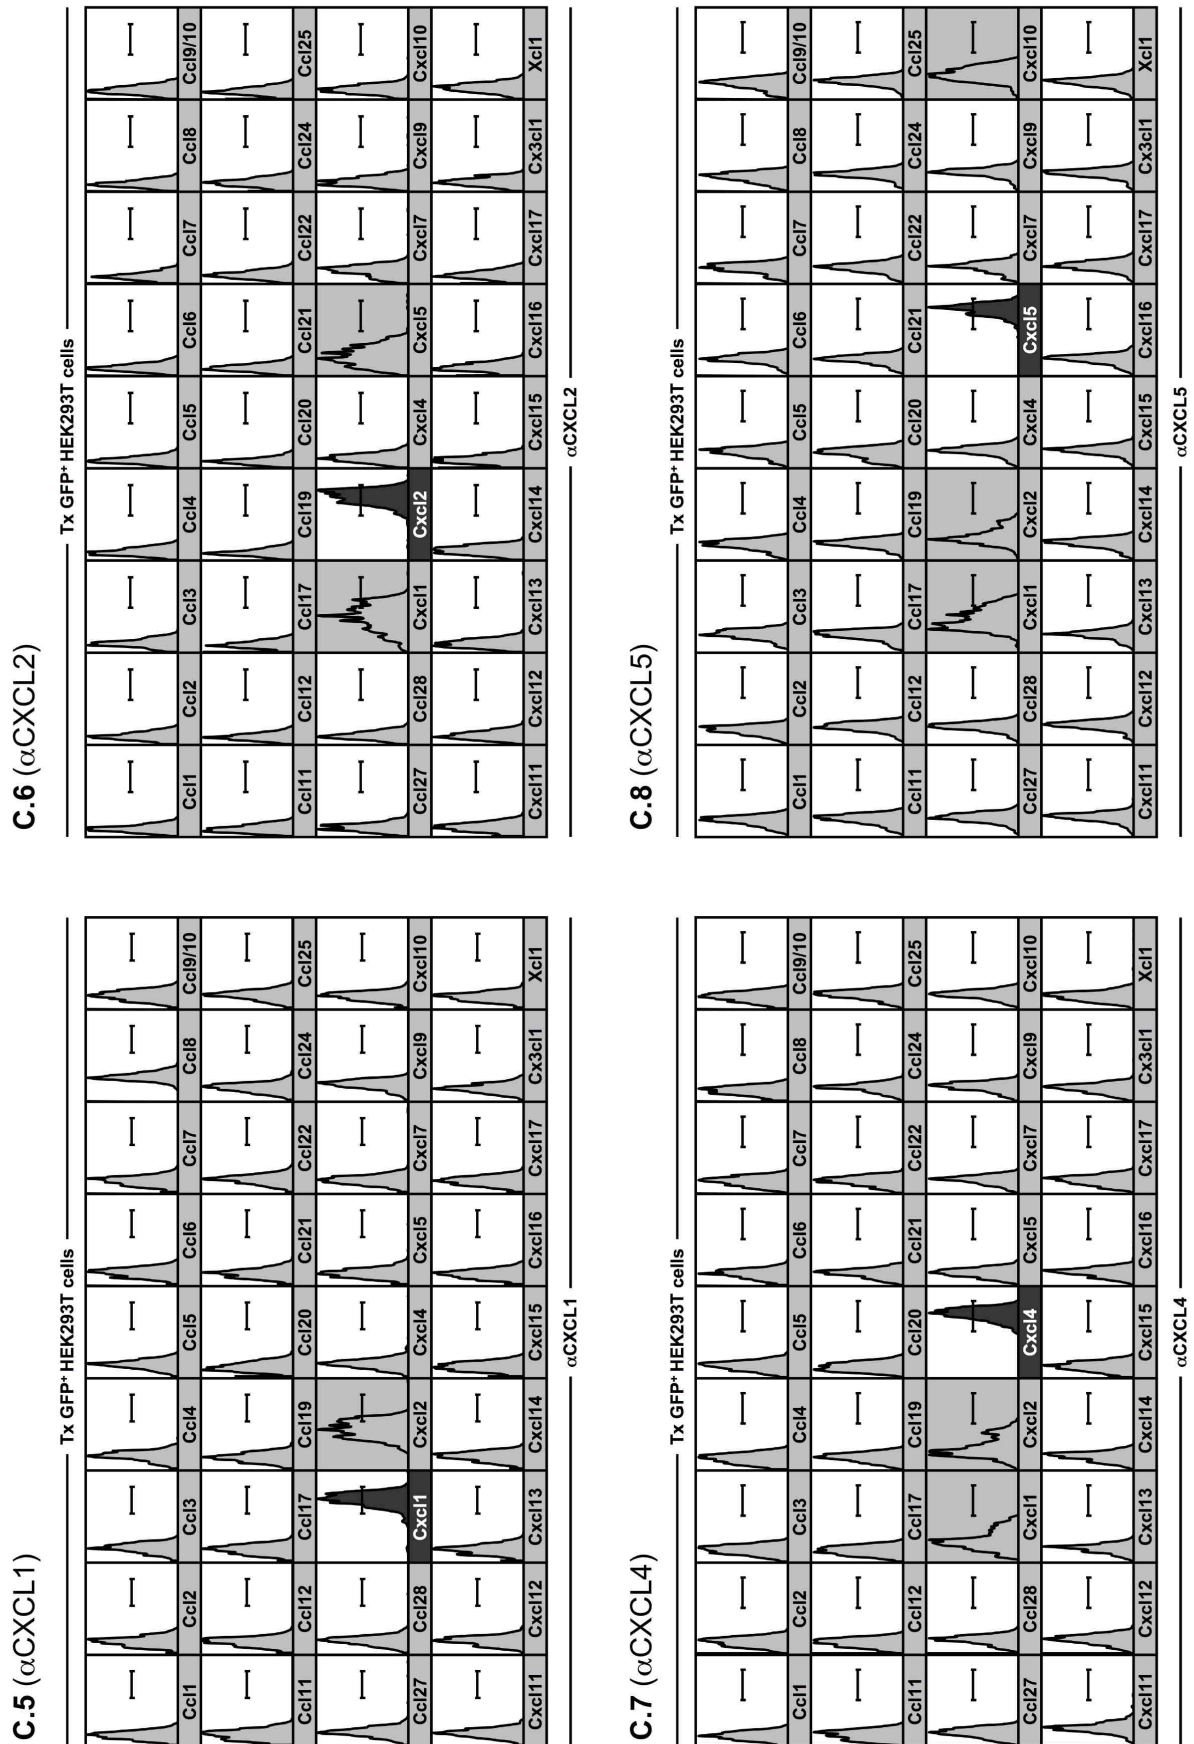 C.5 (αCXCL1)
Tx GFP⁺ HEK293T cells
Ccl1 Ccl2 Ccl3 Ccl4 Ccl5 Ccl6 Ccl7 Ccl8 Ccl9/10
Ccl11 Ccl12 Ccl17 Ccl19 Ccl20 Ccl21 Ccl22 Ccl24 Ccl25
Ccl27 Ccl28 Cxcl1 Cxcl2 Cxcl4 Cxcl5 Cxcl7 Cxcl9 Cxcl10
Cxcl11 Cxcl12 Cxcl13 Cxcl14 Cxcl15 Cxcl16 Cxcl17 Cx3cl1 Xcl1
αCXCL1
C.6 (αCXCL2)
Tx GFP⁺ HEK293T cells
Ccl1 Ccl2 Ccl3 Ccl4 Ccl5 Ccl6 Ccl7 Ccl8 Ccl9/10
Ccl11 Ccl12 Ccl17 Ccl19 Ccl20 Ccl21 Ccl22 Ccl24 Ccl25
Ccl27 Ccl28 Cxcl1 Cxcl2 Cxcl4 Cxcl5 Cxcl7 Cxcl9 Cxcl10
Cxcl11 Cxcl12 Cxcl13 Cxcl14 Cxcl15 Cxcl16 Cxcl17 Cx3cl1 Xcl1
αCXCL2
C.7 (αCXCL4)
Tx GFP⁺ HEK293T cells
Ccl1 Ccl2 Ccl3 Ccl4 Ccl5 Ccl6 Ccl7 Ccl8 Ccl9/10
Ccl11 Ccl12 Ccl17 Ccl19 Ccl20 Ccl21 Ccl22 Ccl24 Ccl25
Ccl27 Ccl28 Cxcl1 Cxcl2 Cxcl4 Cxcl5 Cxcl7 Cxcl9 Cxcl10
Cxcl11 Cxcl12 Cxcl13 Cxcl14 Cxcl15 Cxcl16 Cxcl17 Cx3cl1 Xcl1
αCXCL4
C.8 (αCXCL5)
Tx GFP⁺ HEK293T cells
Ccl1 Ccl2 Ccl3 Ccl4 Ccl5 Ccl6 Ccl7 Ccl8 Ccl9/10
Ccl11 Ccl12 Ccl17 Ccl19 Ccl20 Ccl21 Ccl22 Ccl24 Ccl25
Ccl27 Ccl28 Cxcl1 Cxcl2 Cxcl4 Cxcl5 Cxcl7 Cxcl9 Cxcl10
Cxcl11 Cxcl12 Cxcl13 Cxcl14 Cxcl15 Cxcl16 Cxcl17 Cx3cl1 Xcl1
αCXCL5